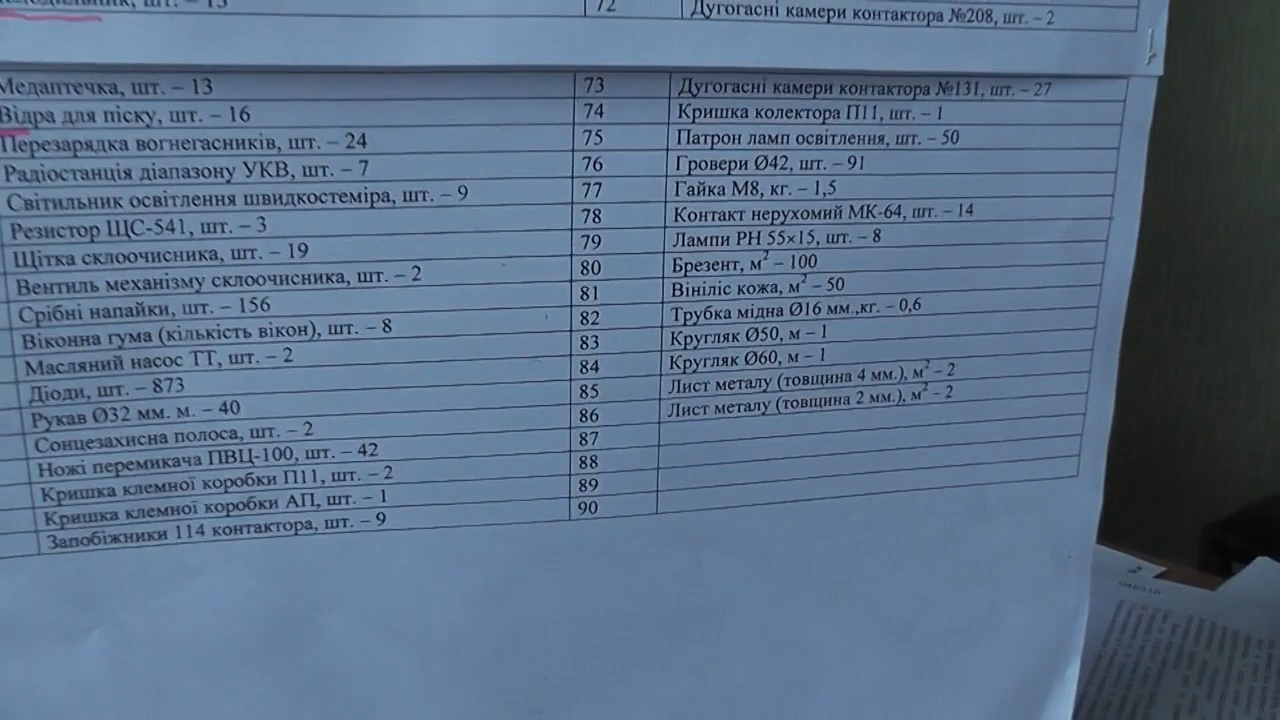 шт. – 13
72 Дугогасні камери контактора №208, шт. – 2
Медаптечка, шт. – 13 73 Дугогасні камери контактора №131, шт. – 27
Відра для піску, шт. – 16 74 Кришка колектора П11, шт. – 1
Перезарядка вогнегасників, шт. – 24 75 Патрон ламп освітлення, шт. – 50
Радіостанція діапазону УКВ, шт. – 7 76 Гровери Ø42, шт. – 91
Світильник освітлення швидкостеміра, шт. – 9 77 Гайка М8, кг. – 1,5
Резистор ЩС-541, шт. – 3 78 Контакт нерухомий МК-64, шт. – 14
Щітка склоочисника, шт. – 19 79 Лампи РН 55×15, шт. – 8
Вентиль механізму склоочисника, шт. – 2 80 Брезент, м² – 100
Срібні напайки, шт. – 156 81 Вініліс кожа, м² – 50
Віконна гума (кількість вікон), шт. – 8 82 Трубка мідна Ø16 мм.,кг. – 0,6
Масляний насос ТТ, шт. – 2 83 Кругляк Ø50, м – 1
Діоди, шт. – 873 84 Кругляк Ø60, м – 1
Рукав Ø32 мм. м. – 40 85 Лист металу (товщина 4 мм.), м² – 2
Сонцезахисна полоса, шт. – 2 86 Лист металу (товщина 2 мм.), м² – 2
Ножі перемикача ПВЦ-100, шт. – 42 87
Кришка клемної коробки П11, шт. – 2 88
Кришка клемної коробки АП, шт. – 1 89
Запобіжники 114 контактора, шт. – 9 90